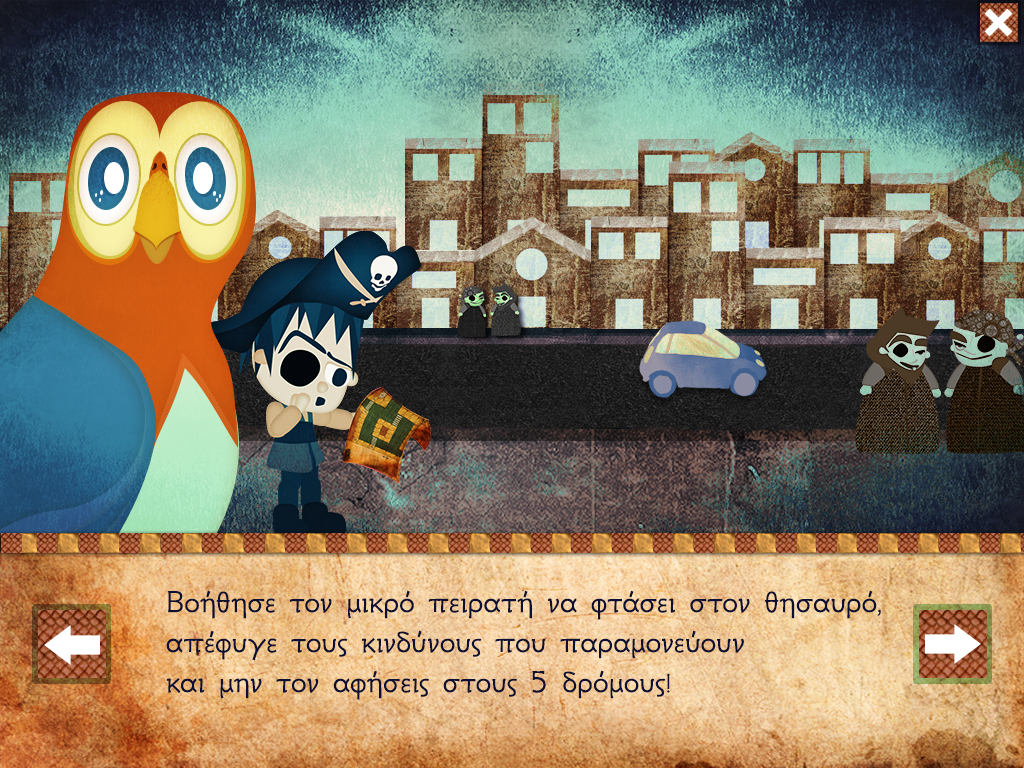 Βοήθησε τον μικρό πειρατή να φτάσει στον θησαυρό,
απέφυγε τους κινδύνους που παραμονεύουν
και μην τον αφήσεις στους 5 δρόμους!